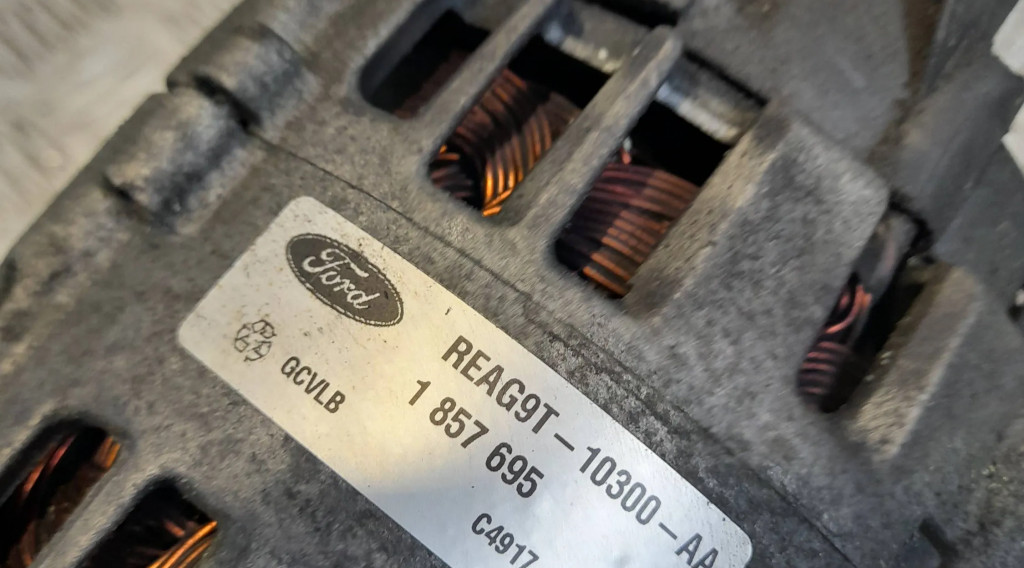 Ford
REAG9T-10300-AA
1 857 695
GCVLB
C4917